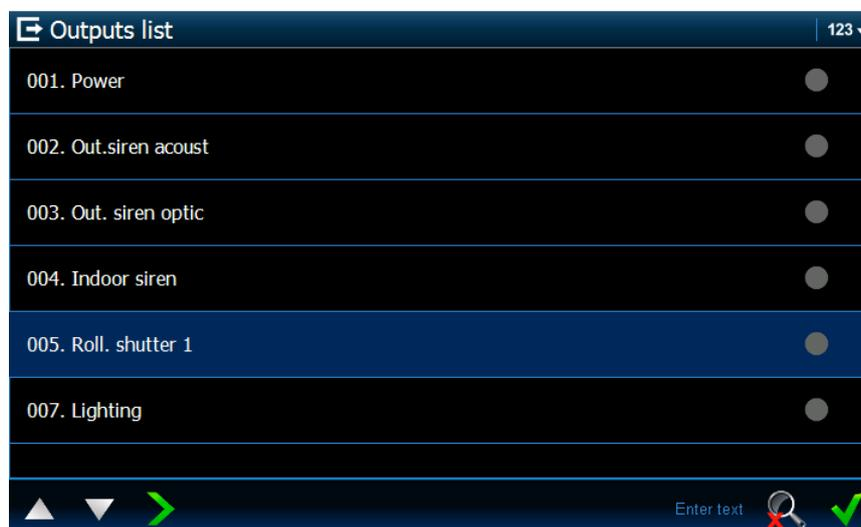 Outputs list
123
001. Power
002. Out.siren acoust
003. Out. siren optic
004. Indoor siren
005. Roll. shutter 1
007. Lighting
Enter text